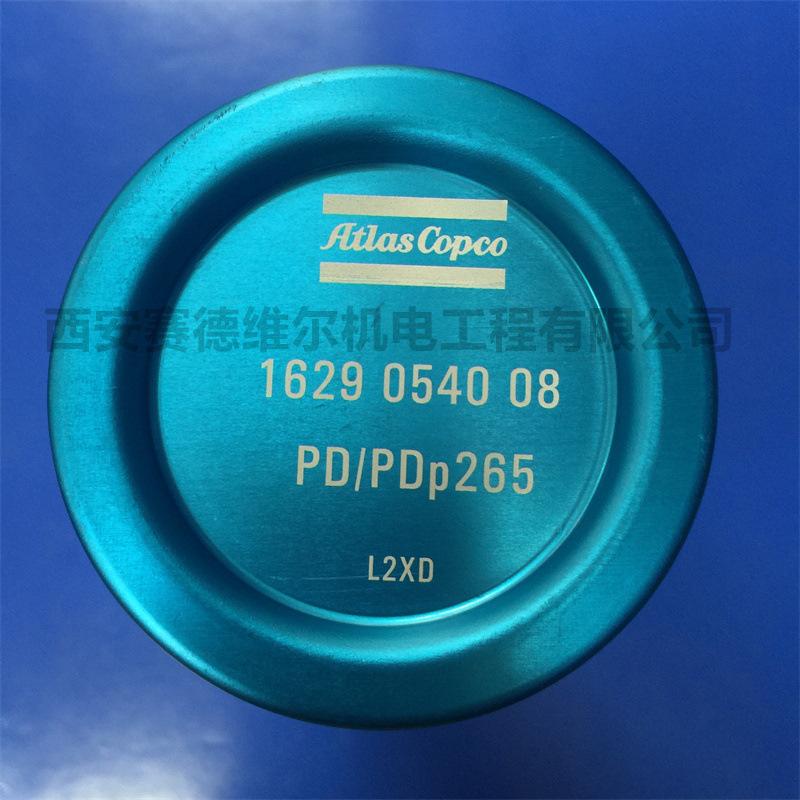 Atlas Copco
西安赛德维尔机电工程有限公司
1629 0540 08
PD/PDp265
L2XD